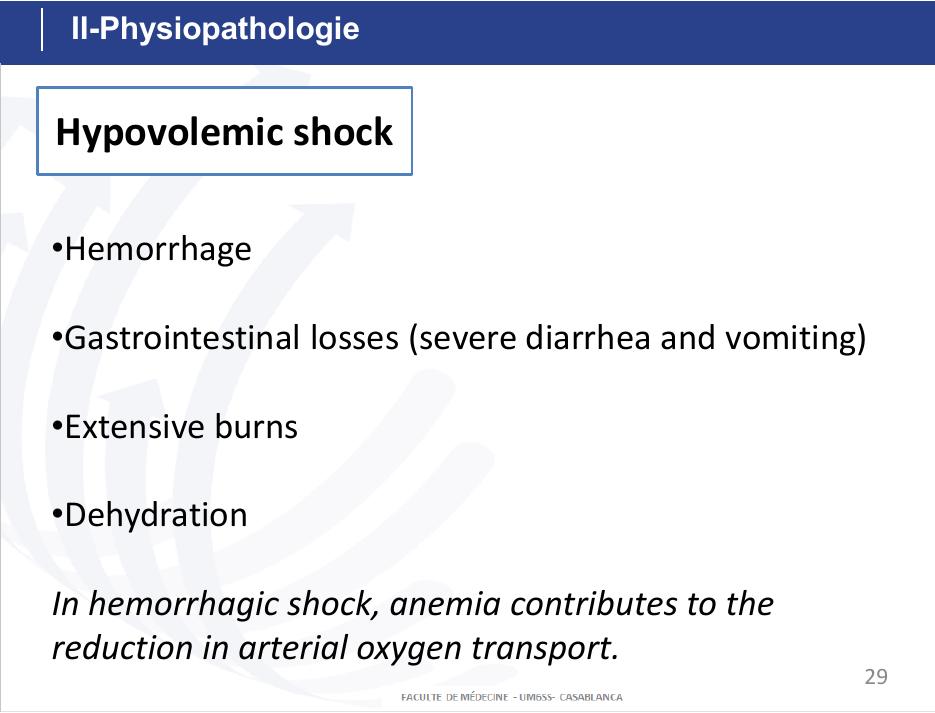 II-Physiopathologie
Hypovolemic shock
•Hemorrhage
•Gastrointestinal losses (severe diarrhea and vomiting)
•Extensive burns
•Dehydration
In hemorrhagic shock, anemia contributes to the
reduction in arterial oxygen transport.
29
FACULTE DE MÉDECINE - UM6SS- CASABLANCA